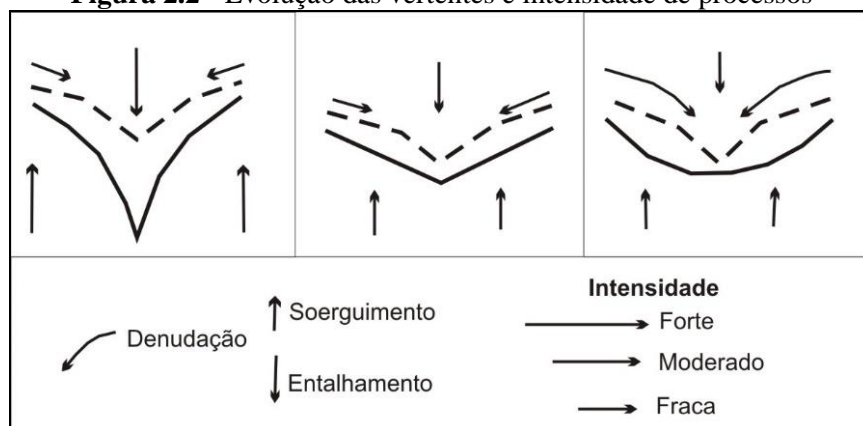 Figura 2.2 - Evolução das vertentes e intensidade de processos
Denudação
Soerguimento
Entalhamento
Intensidade
Forte
Moderado
Fraca